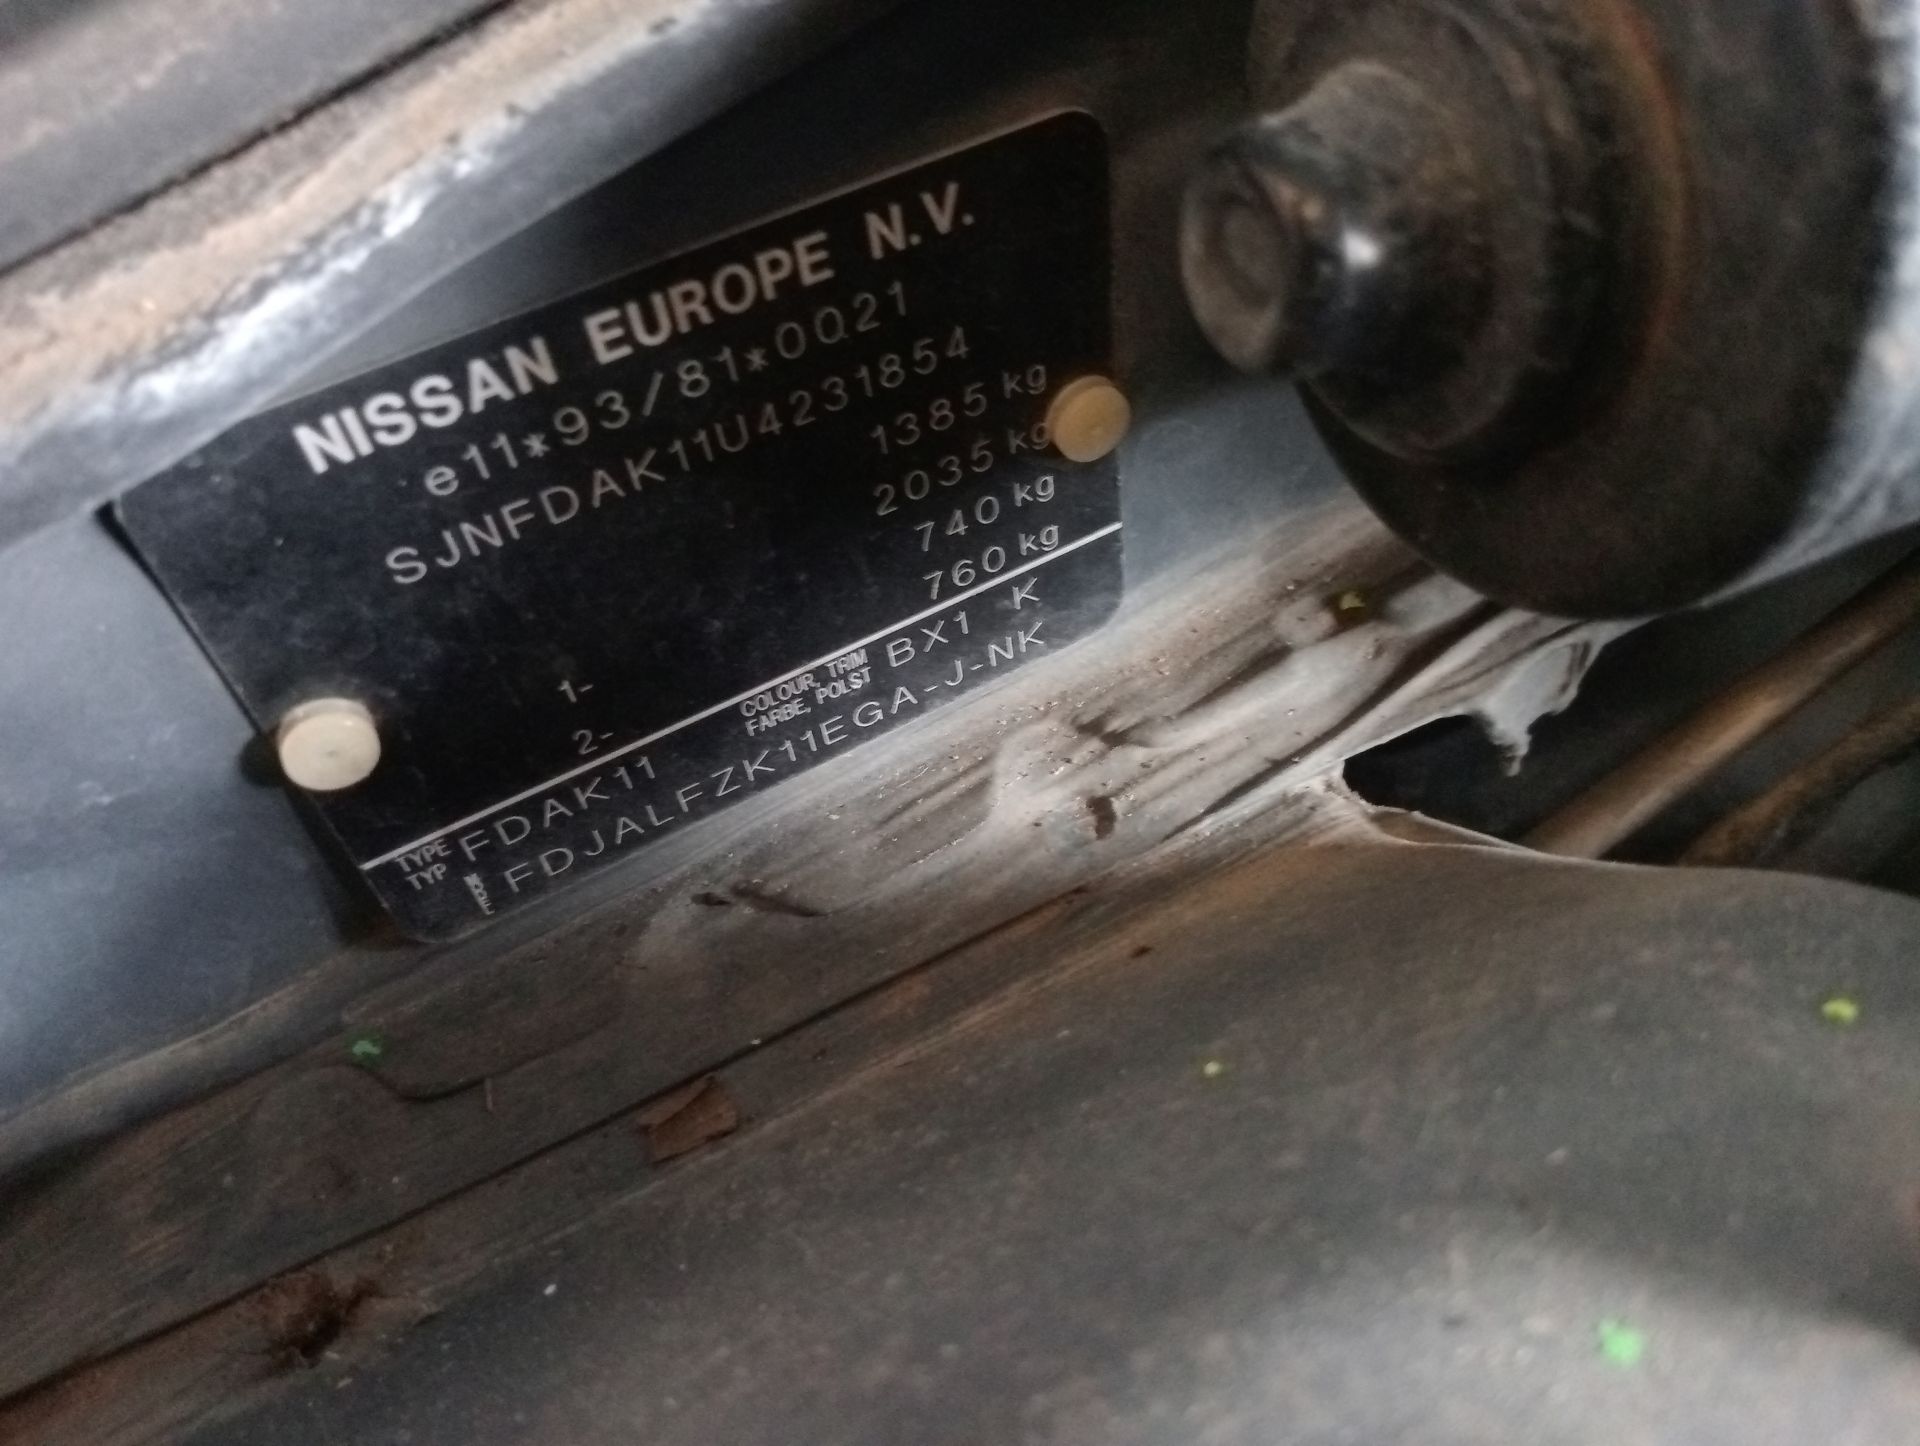 NISSAN EUROPE N.V.
e11*93/81*0021
SJNFDAK11U4231854
1385 kg
2035 kg
1- 740 kg
2- 760 kg
TYPE TYP FDAK11 COLOUR, TRIM FARBE, POLST BX1 K
FDJALFZK11EGA-J-NK